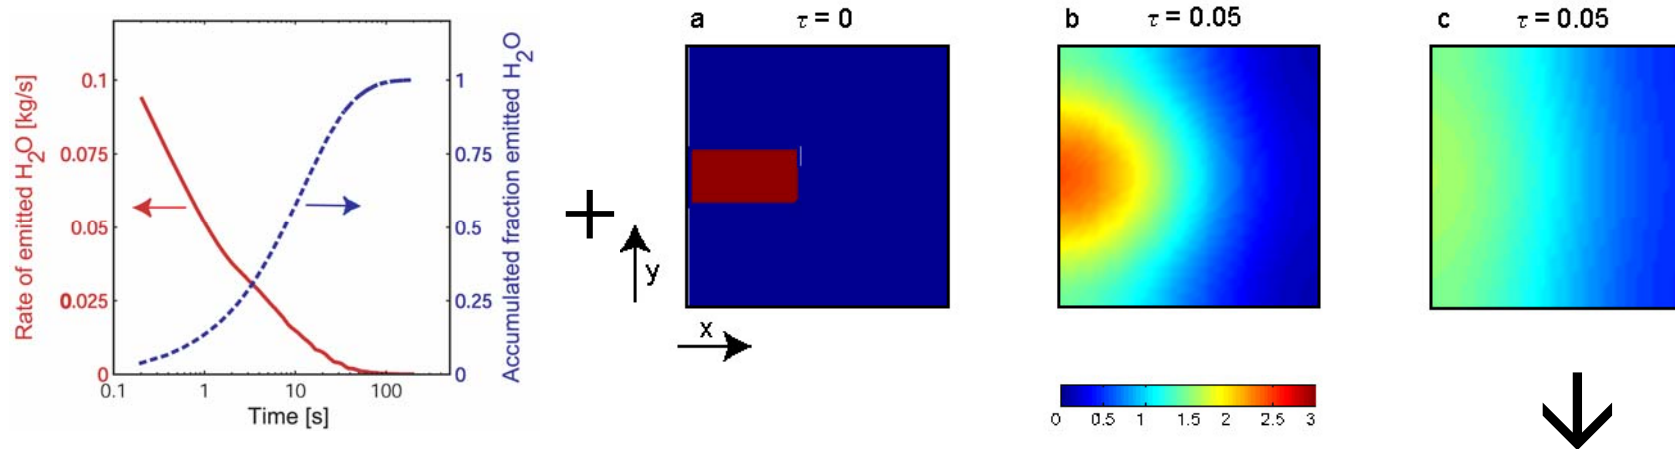 Rate of emitted H2O [kg/s]
0.1
0.075
0.05
0.025
0
1
0.75
0.5
0.25
0
Accumulated fraction emitted H2O
0.1 1 10 100
Time [s]
+
y
x
a τ = 0
b τ = 0.05
c τ = 0.05
0 0.5 1 1.5 2 2.5 3